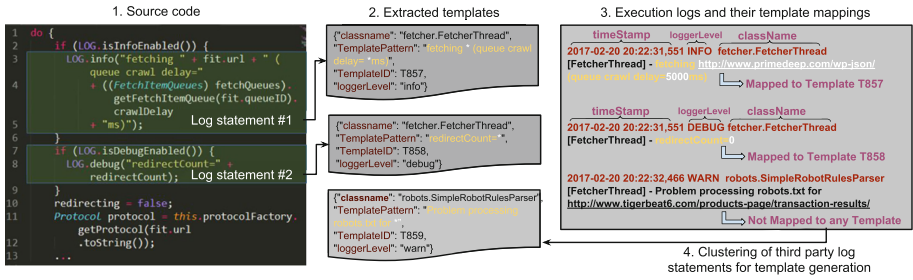 1. Source code
1 do {
2 if (LOG.isInfoEnabled()) {
3 LOG.info("fetching " + fit.url + " (
queue crawl delay="
4 + ((FetchItemQueues) fetchQueues).
getFetchItemQueue(fit.queueID).
crawlDelay
5 + "ms)");
Log statement #1
6 }
7 if (LOG.isDebugEnabled()) {
8 LOG.debug("redirectCount=" +
redirectCount);
Log statement #2
9 }
10 redirecting = false;
11 Protocol protocol = this.protocolFactory.
getProtocol(fit.url
12 .toString());
13 ...
2. Extracted templates
{"classname": "fetcher.FetcherThread",
"TemplatePattern": "fetching * (queue crawl
delay= *ms)",
"TemplateID": T857,
"loggerLevel": "info"}
{"classname": "fetcher.FetcherThread",
"TemplatePattern": "redirectCount=*",
"TemplateID": T858,
"loggerLevel": "debug"}
{"classname": "robots.SimpleRobotRulesParser",
"TemplatePattern": "Problem processing
robots.txt for *",
"TemplateID": T859,
"loggerLevel": "warn"}
3. Execution logs and their template mappings
timeStamp loggerLevel className
2017-02-20 20:22:31,551 INFO fetcher.FetcherThread
[FetcherThread] - fetching http://www.primedeep.com/wp-json/
(queue crawl delay=5000ms)
Mapped to Template T857
timeStamp loggerLevel className
2017-02-20 20:22:31,551 DEBUG fetcher.FetcherThread
[FetcherThread] - redirectCount=0
Mapped to Template T858
2017-02-20 20:22:32,466 WARN robots.SimpleRobotRulesParser
[FetcherThread] - Problem processing robots.txt for
http://www.tigerbeat6.com/products-page/transaction-results/
Not Mapped to any Template
4. Clustering of third party log
statements for template generation